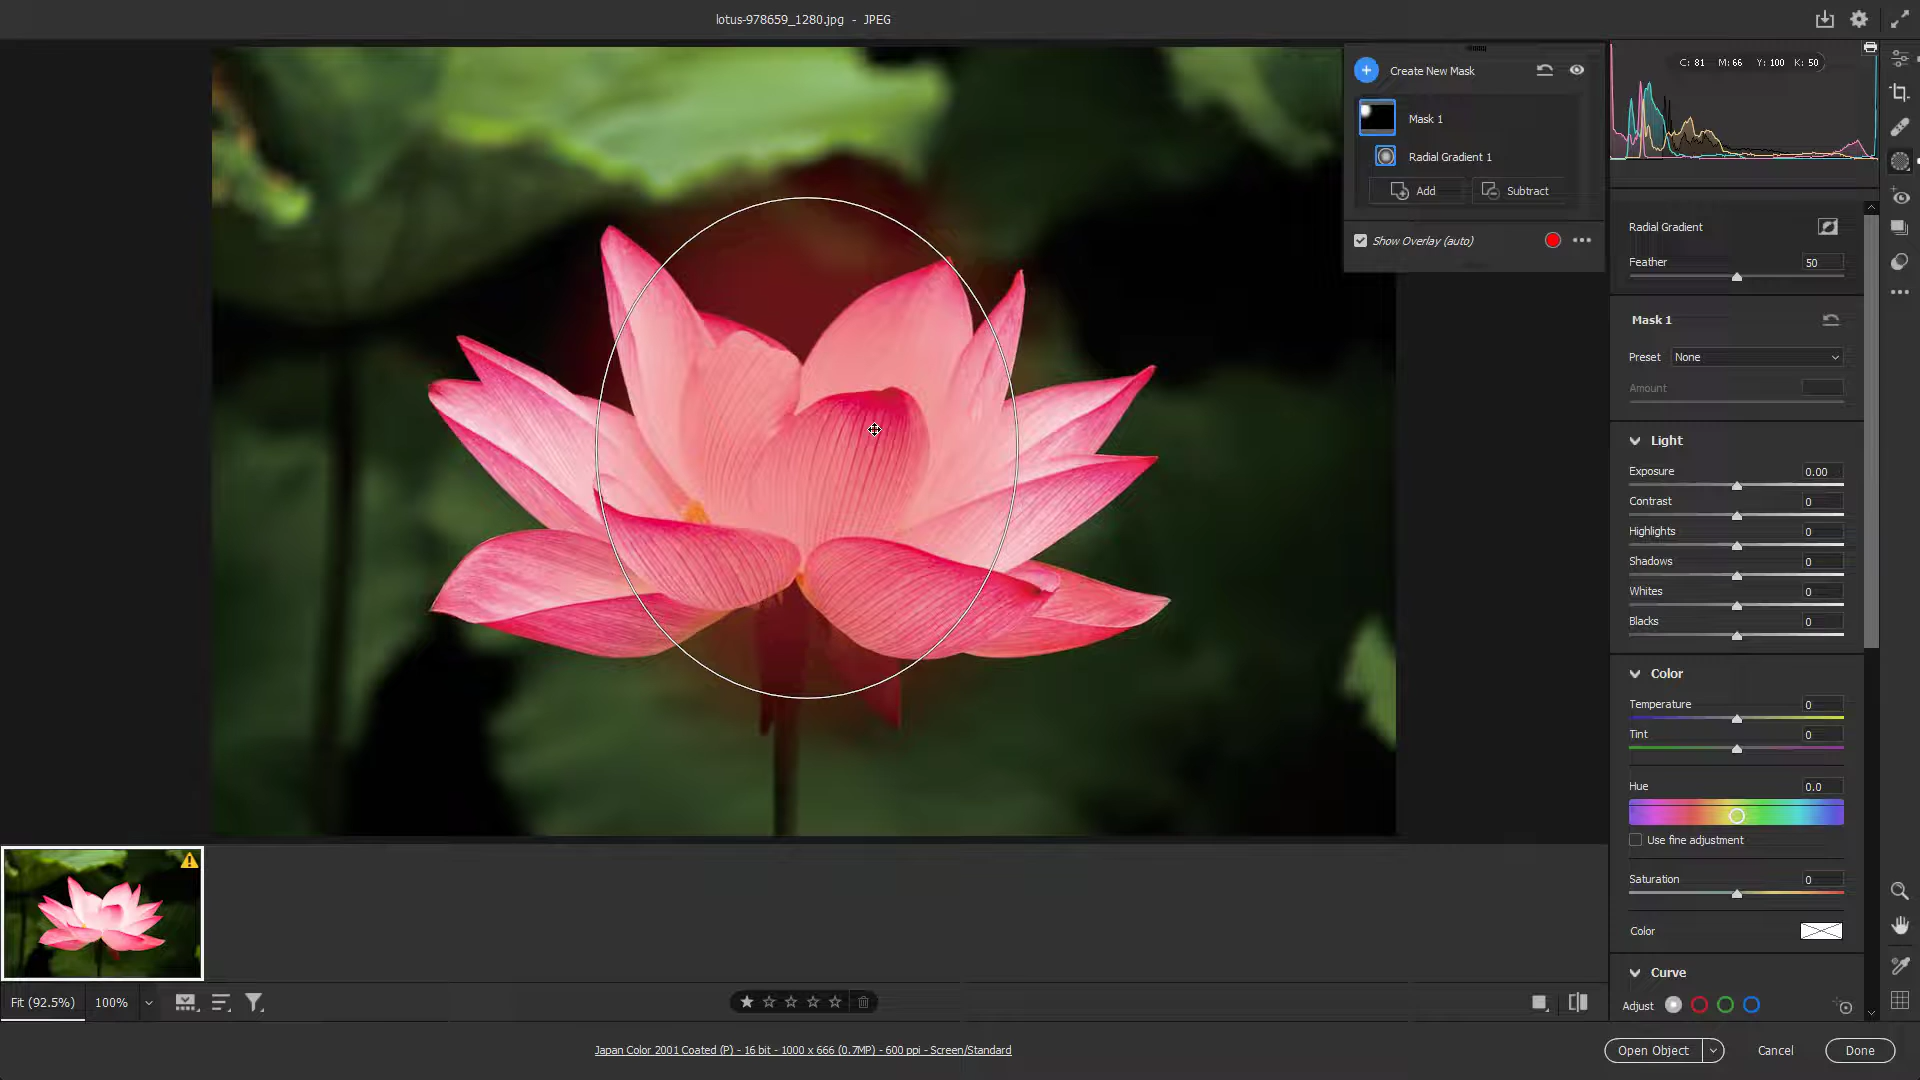 lotus-978659_1280.jpg - JPEG
Create New Mask
Mask 1
Radial Gradient 1
Add
Subtract
Show Overlay (auto)
C: 81 M: 66 Y: 100 K: 50
Radial Gradient
Feather 50
Mask 1
Preset None
Amount
Light
Exposure 0.00
Contrast 0
Highlights 0
Shadows 0
Whites 0
Blacks 0
Color
Temperature 0
Tint 0
Hue 0.0
Use fine adjustment
Saturation 0
Color
Curve
Adjust
Fit (92.5%) 100%
Japan Color 2001 Coated (P) - 16 bit - 1000 x 666 (0.7MP) - 600 ppi - Screen/Standard
Open Object
Cancel
Done